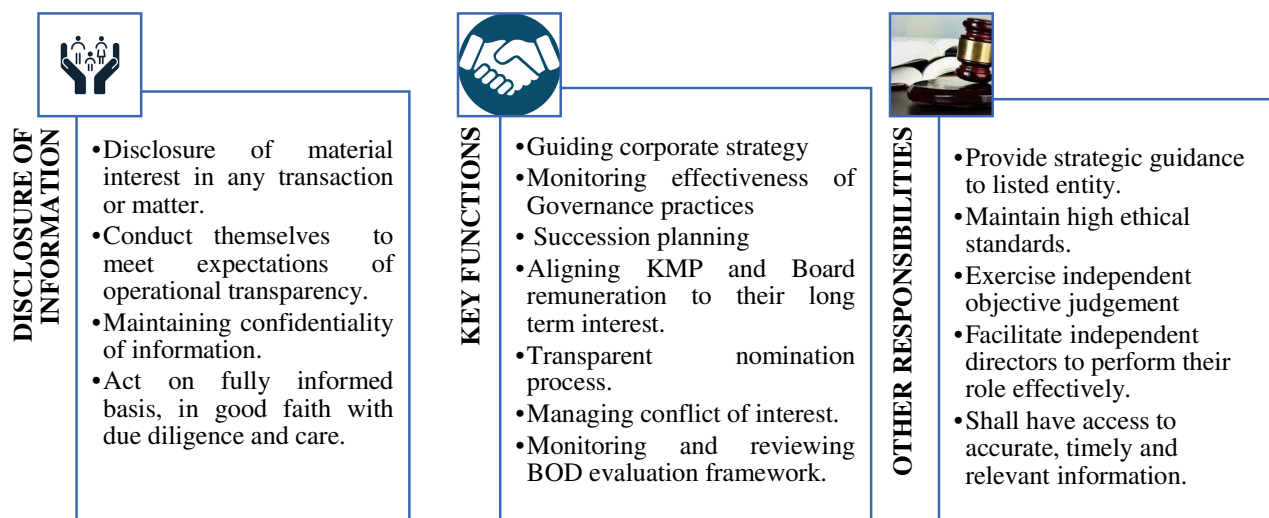 DISCLOSURE OF
INFORMATION
•Disclosure of material
interest in any transaction
or matter.
•Conduct themselves to
meet expectations of
operational transparency.
•Maintaining confidentiality
of information.
•Act on fully informed
basis, in good faith with
due diligence and care.
KEY FUNCTIONS
•Guiding corporate strategy
•Monitoring effectiveness of
Governance practices
• Succession planning
•Aligning KMP and Board
remuneration to their long
term interest.
•Transparent nomination
process.
•Managing conflict of interest.
•Monitoring and reviewing
BOD evaluation framework.
OTHER RESPONSIBILITIES
•Provide strategic guidance
to listed entity.
•Maintain high ethical
standards.
•Exercise independent
objective judgement
•Facilitate independent
directors to perform their
role effectively.
•Shall have access to
accurate, timely and
relevant information.